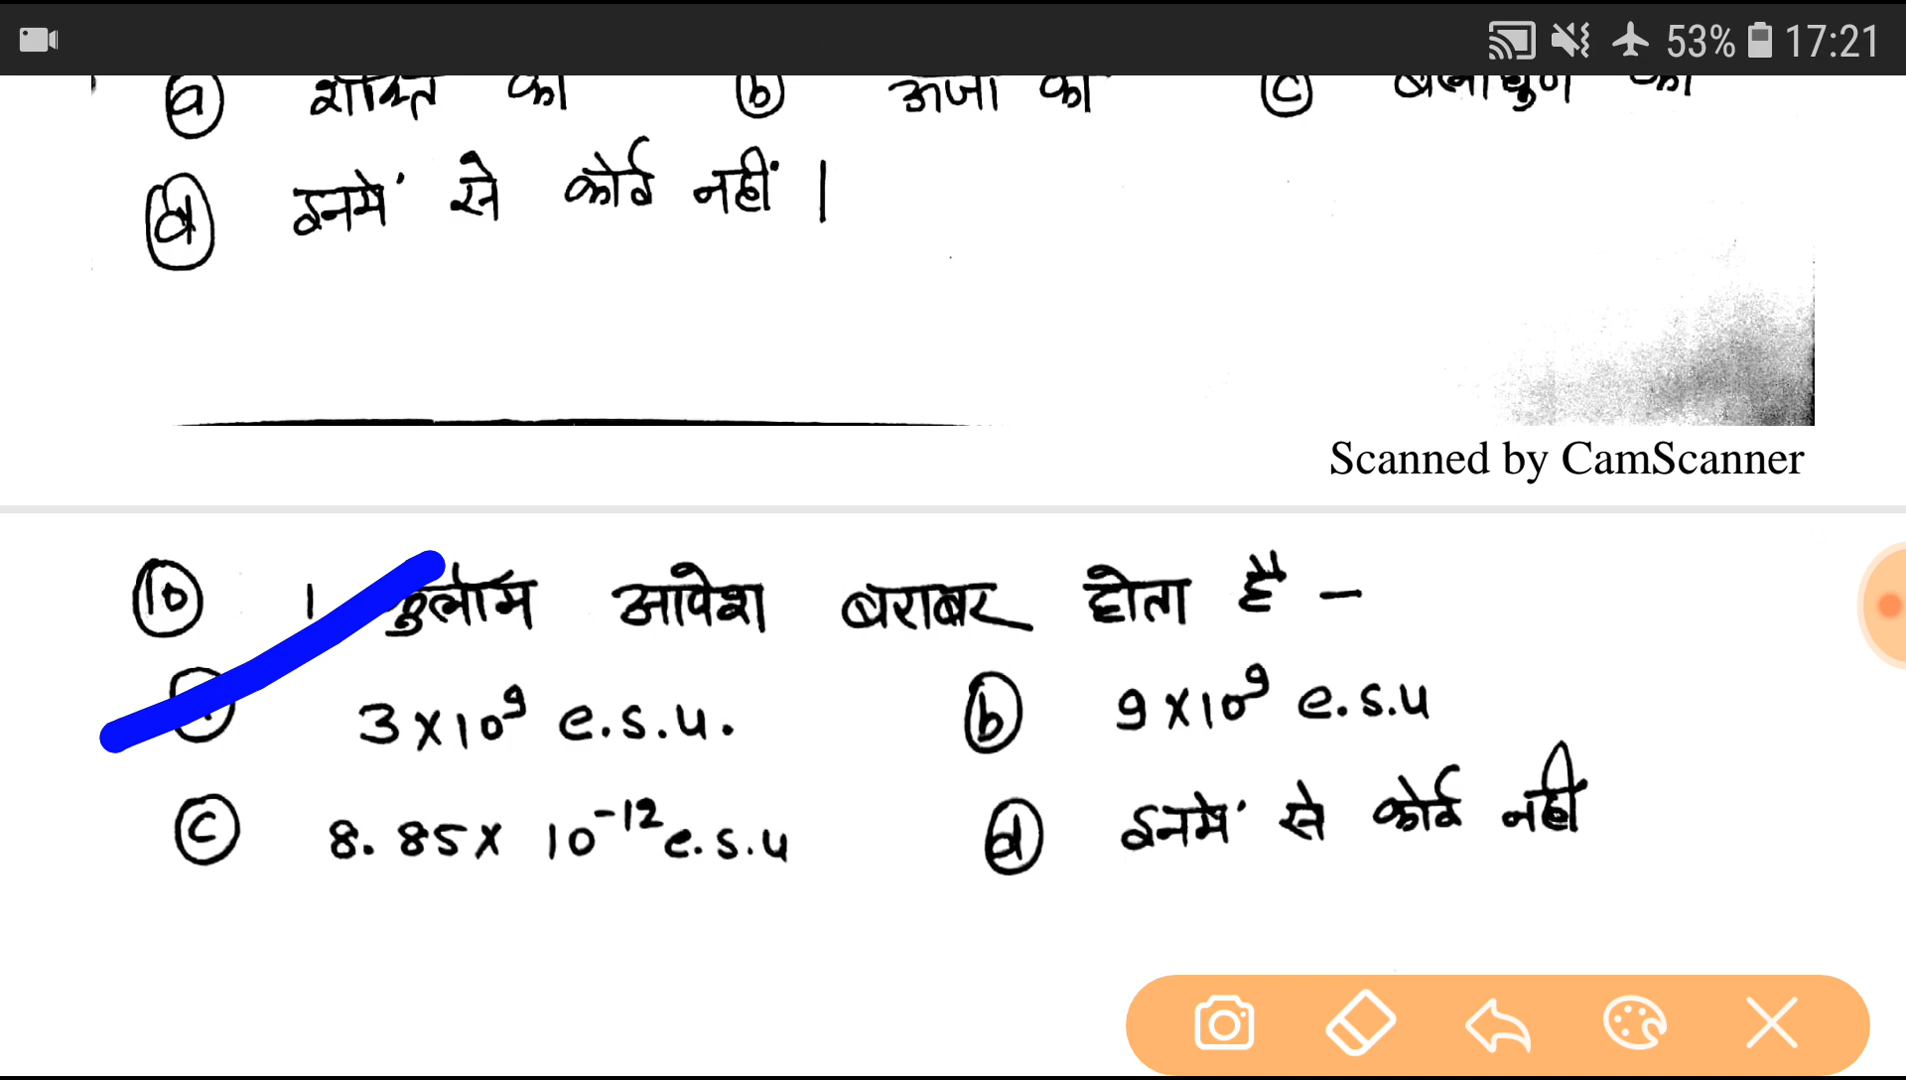 53% 17:21
(a) शक्ति का (b) ऊर्जा का (c) बलाघुर्ण का
(d) इनमें से कोई नहीं |
Scanned by CamScanner
(10) 1 कुलॉम आवेश बराबर होता है -
3 × 10⁹ e.s.u. (b) 9 × 10⁹ e.s.u
(c) 8.85 × 10⁻¹² e.s.u (d) इनमें से कोई नहीं